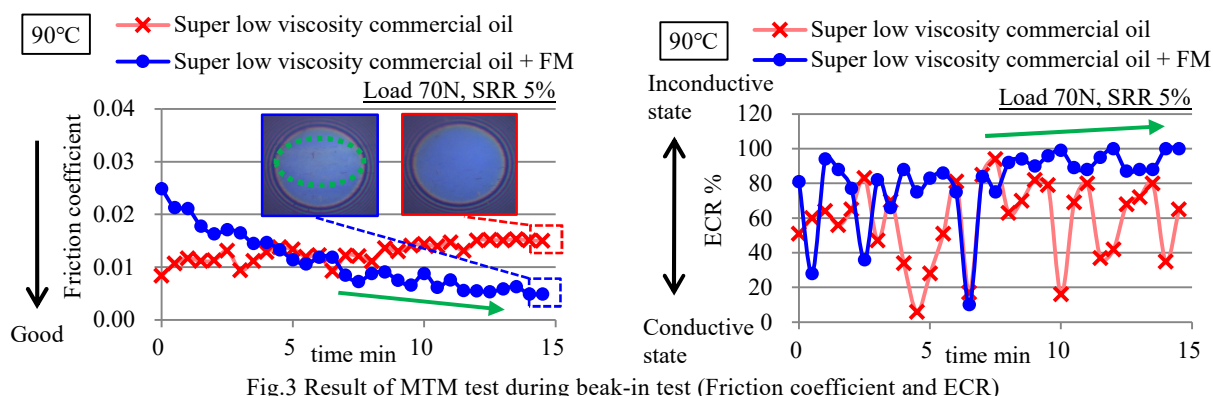 90℃
Super low viscosity commercial oil
Super low viscosity commercial oil + FM
Load 70N, SRR 5%
0.04
0.03
0.02
0.01
0.00
Friction coefficient
Good
0
5
10
15
time min
90℃
Super low viscosity commercial oil
Super low viscosity commercial oil + FM
Inconductive
state
Load 70N, SRR 5%
120
100
80
60
40
20
0
ECR %
Conductive
state
0
5
10
15
time min
Fig.3 Result of MTM test during beak-in test (Friction coefficient and ECR)